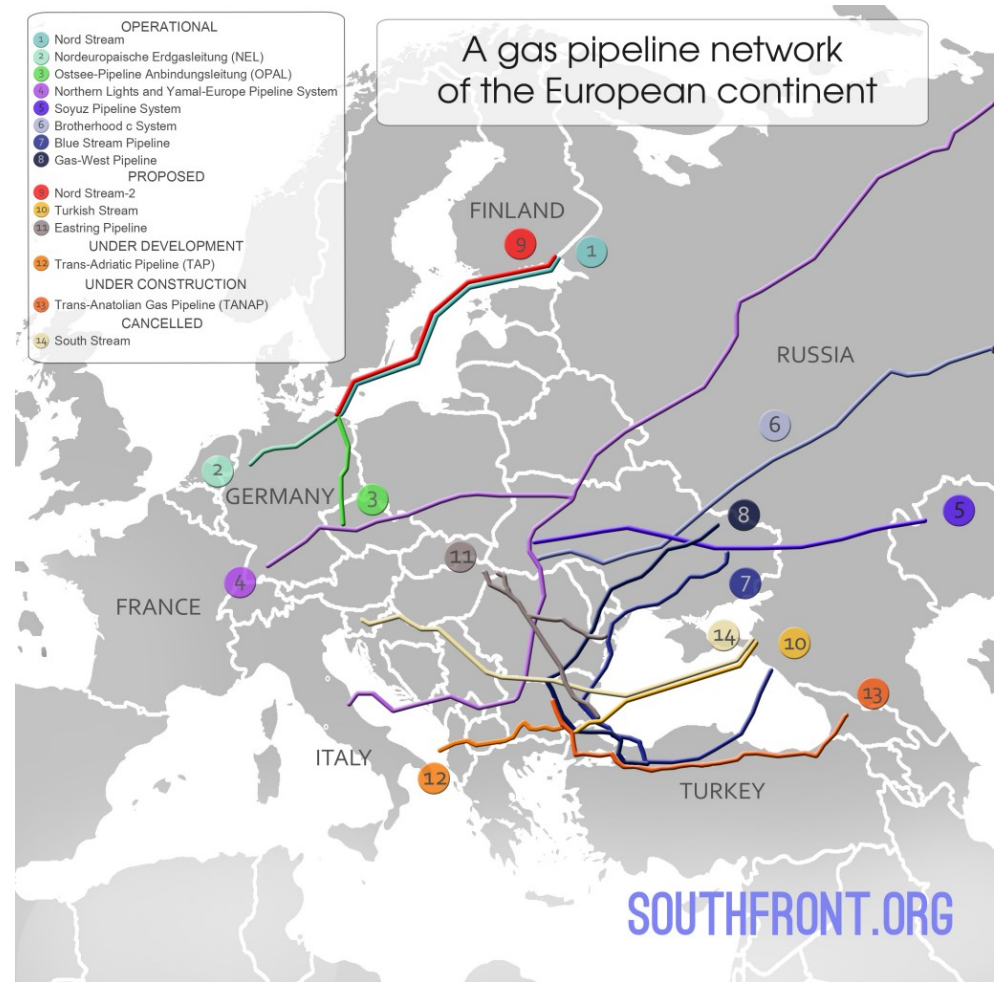 A gas pipeline network
of the European continent
OPERATIONAL
1 Nord Stream
2 Nordeuropaische Erdgasleitung (NEL)
3 Ostsee-Pipeline Anbindungsleitung (OPAL)
4 Northern Lights and Yamal-Europe Pipeline System
5 Soyuz Pipeline System
6 Brotherhood c System
7 Blue Stream Pipeline
8 Gas-West Pipeline
PROPOSED
9 Nord Stream-2
10 Turkish Stream
11 Eastring Pipeline
UNDER DEVELOPMENT
12 Trans-Adriatic Pipeline (TAP)
UNDER CONSTRUCTION
13 Trans-Anatolian Gas Pipeline (TANAP)
CANCELLED
14 South Stream
FINLAND
9
1
RUSSIA
6
2
GERMANY
3
5
8
11
4
7
FRANCE
14
10
13
ITALY
12
TURKEY
SOUTHFRONT.ORG